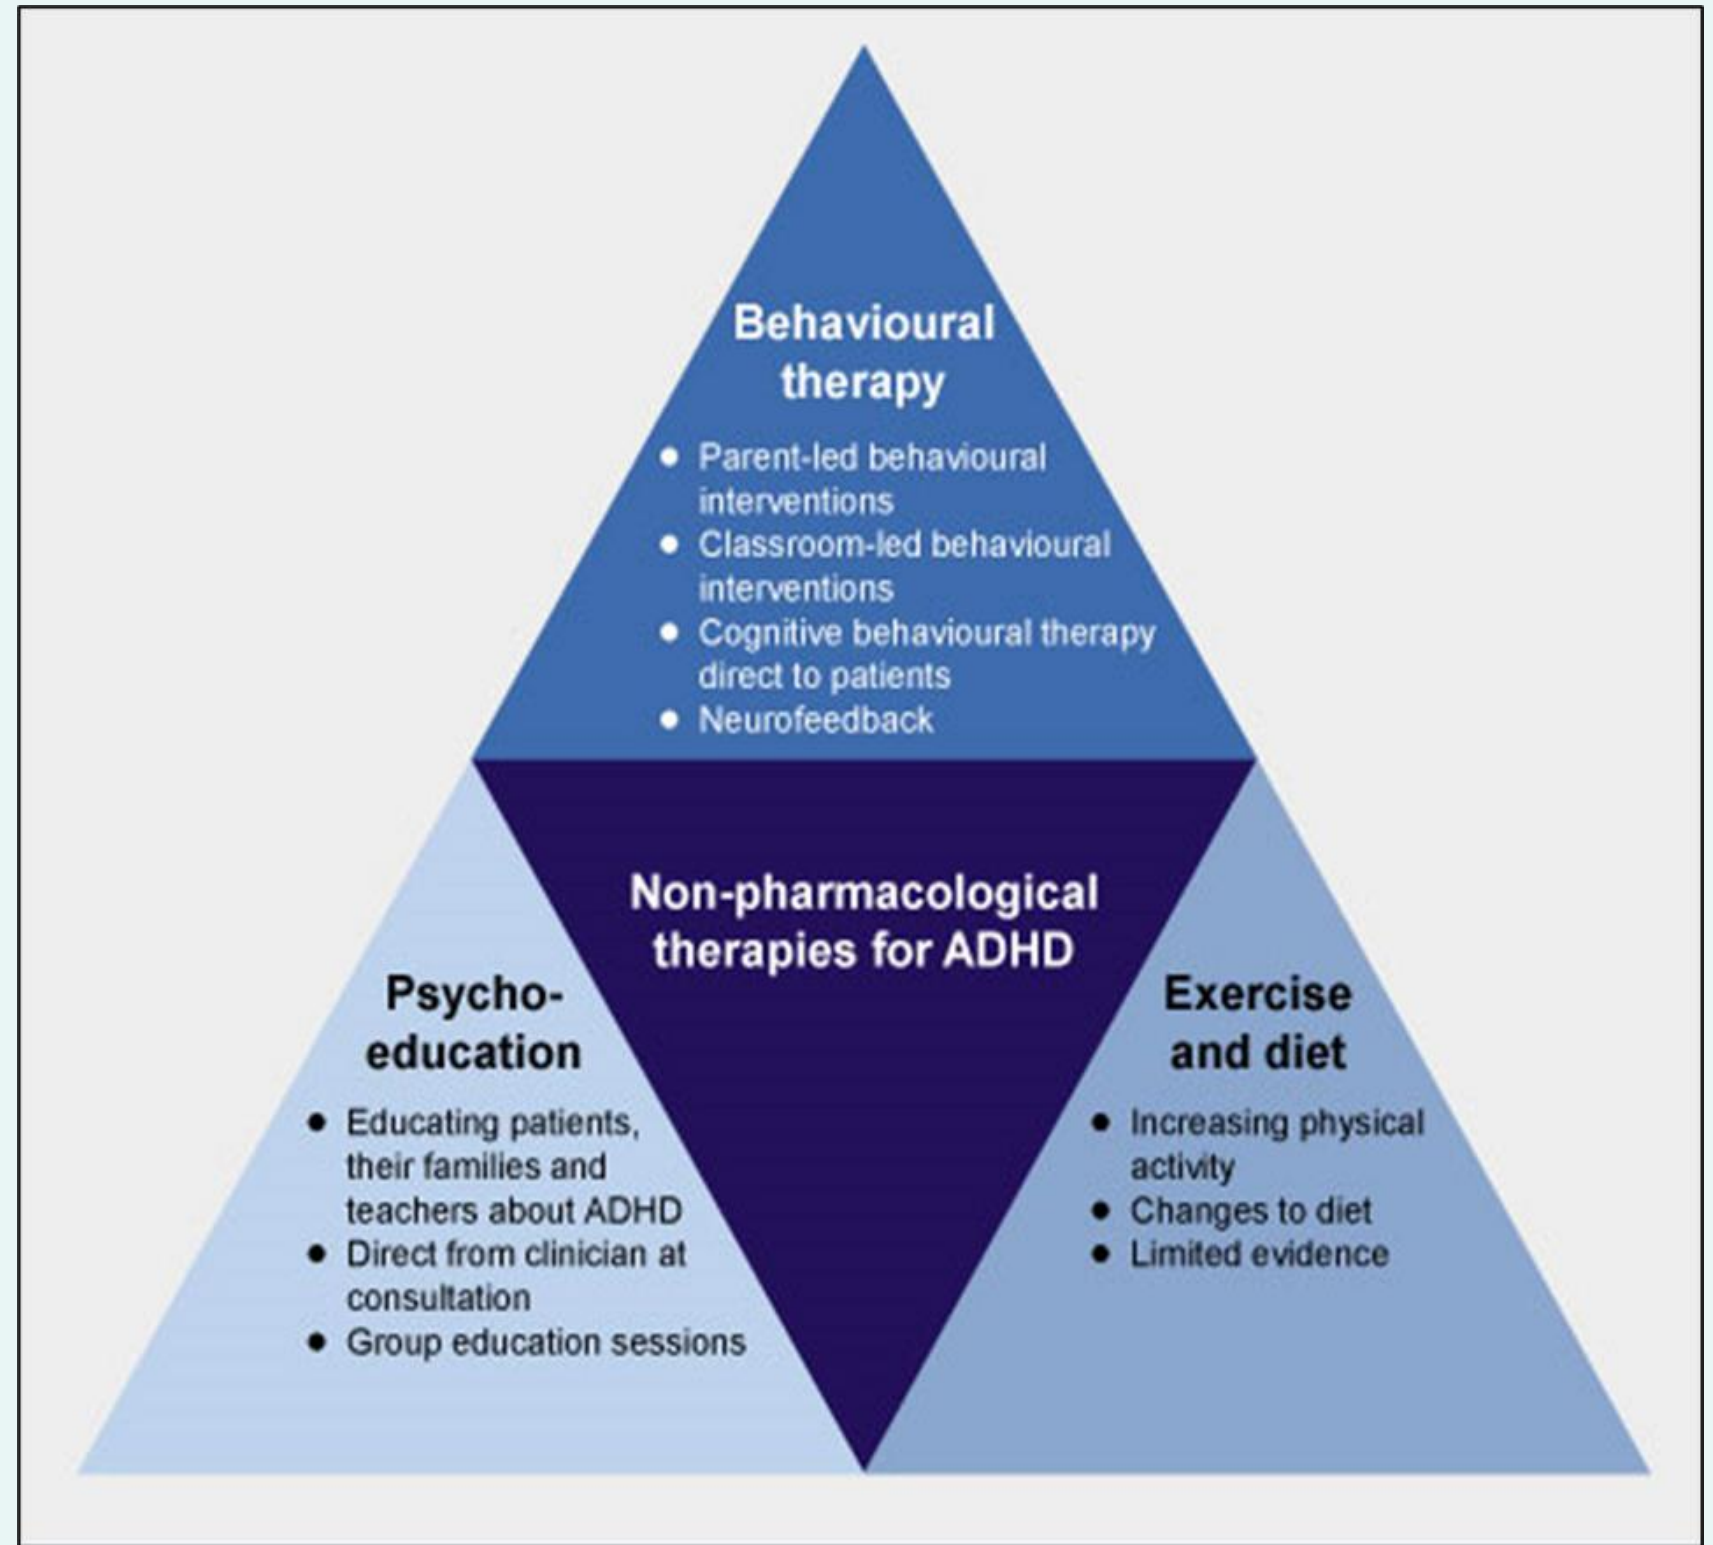 Behavioural
therapy
● Parent-led behavioural
interventions
● Classroom-led behavioural
interventions
● Cognitive behavioural therapy
direct to patients
● Neurofeedback
Non-pharmacological
therapies for ADHD
Psycho-
education
● Educating patients,
their families and
teachers about ADHD
● Direct from clinician at
consultation
● Group education sessions
Exercise
and diet
● Increasing physical
activity
● Changes to diet
● Limited evidence